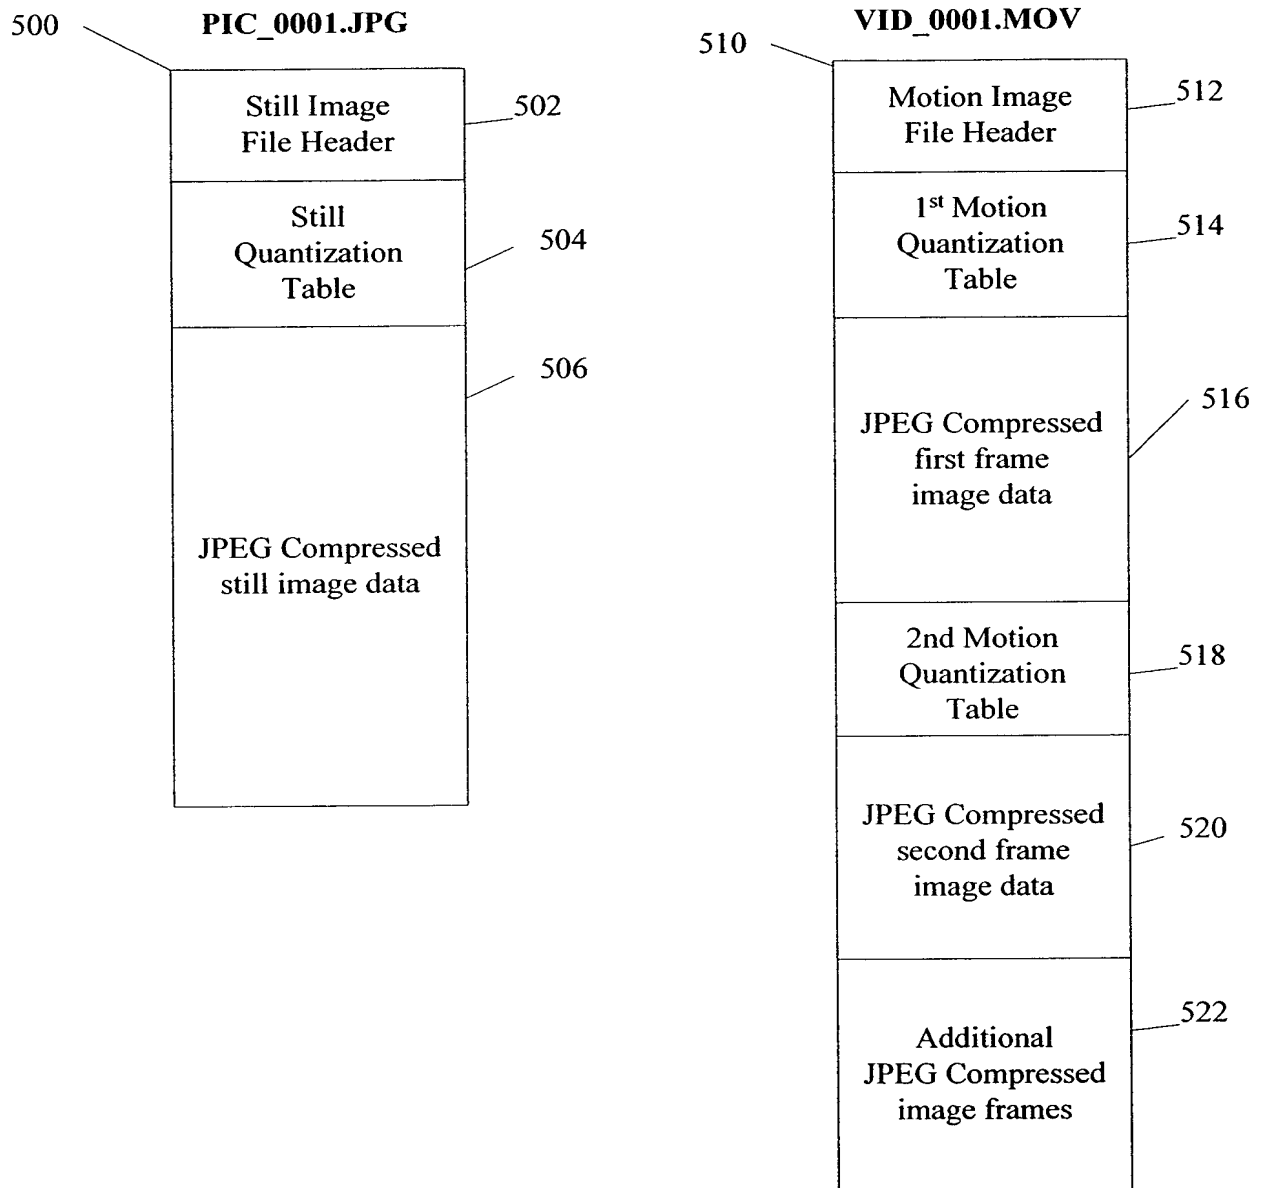 500
PIC_0001.JPG
Still Image
File Header
502
Still
Quantization
Table
504
506
JPEG Compressed
still image data
VID_0001.MOV
510
Motion Image
File Header
512
1st Motion
Quantization
Table
514
JPEG Compressed
first frame
image data
516
2nd Motion
Quantization
Table
518
JPEG Compressed
second frame
image data
520
Additional
JPEG Compressed
image frames
522